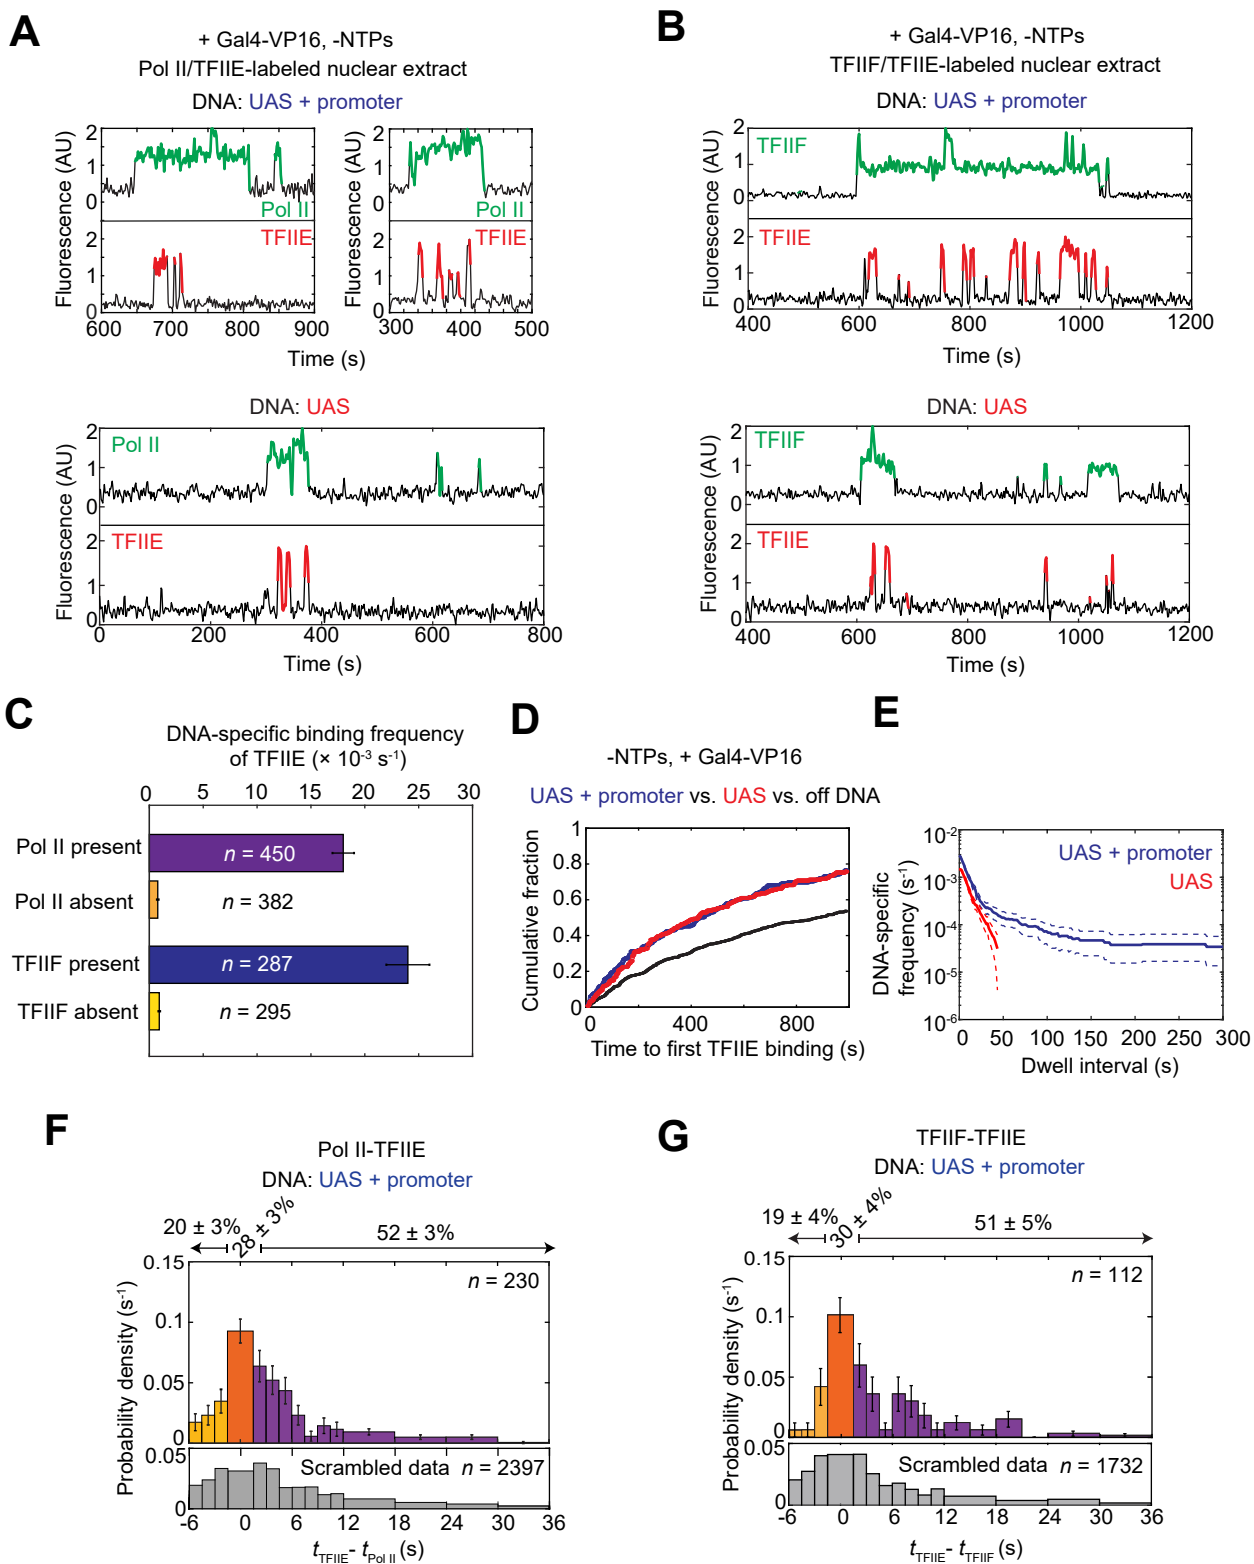 A
+ Gal4-VP16, -NTPs
Pol II/TFIIE-labeled nuclear extract
DNA: UAS + promoter
Fluorescence (AU)
2
1
0
Pol II
Pol II
2
1
0
TFIIE
TFIIE
2
1
0
2
1
0
600 700 800 900
300 400 500
Time (s)
Time (s)
DNA: UAS
Fluorescence (AU)
2
1
0
Pol II
2
1
0
TFIIE
0 200 400 600 800
Time (s)
B
+ Gal4-VP16, -NTPs
TFIIF/TFIIE-labeled nuclear extract
DNA: UAS + promoter
Fluorescence (AU)
2
1
0
TFIIF
2
1
0
TFIIE
400 600 800 1000 1200
Time (s)
DNA: UAS
Fluorescence (AU)
2
1
0
TFIIF
2
1
0
TFIIE
400 600 800 1000 1200
Time (s)
C
DNA-specific binding frequency
of TFIIE (× 10-3 s-1)
0 5 10 15 20 25 30
Pol II present n = 450
Pol II absent n = 382
TFIIF present n = 287
TFIIF absent n = 295
D
-NTPs, + Gal4-VP16
UAS + promoter vs. UAS vs. off DNA
Cumulative fraction
1
0.8
0.6
0.4
0.2
0
0 400 800
Time to first TFIIE binding (s)
E
DNA-specific
frequency (s-1)
10-2
10-3
10-4
10-5
10-6
UAS + promoter
UAS
0 50 100 150 200 250 300
Dwell interval (s)
F
Pol II-TFIIE
DNA: UAS + promoter
20 ± 3% 28 ± 3% 52 ± 3%
Probability density (s-1)
0.15
0.1
0.05
0
n = 230
0.05
0
Scrambled data n = 2397
-6 0 6 12 18 24 30 36
tTFIIE- tPol II (s)
G
TFIIF-TFIIE
DNA: UAS + promoter
19 ± 4% 30 ± 4% 51 ± 5%
Probability density (s-1)
0.15
0.1
0.05
0
n = 112
0.05
0
Scrambled data n = 1732
-6 0 6 12 18 24 30 36
tTFIIE- tTFIIF (s)